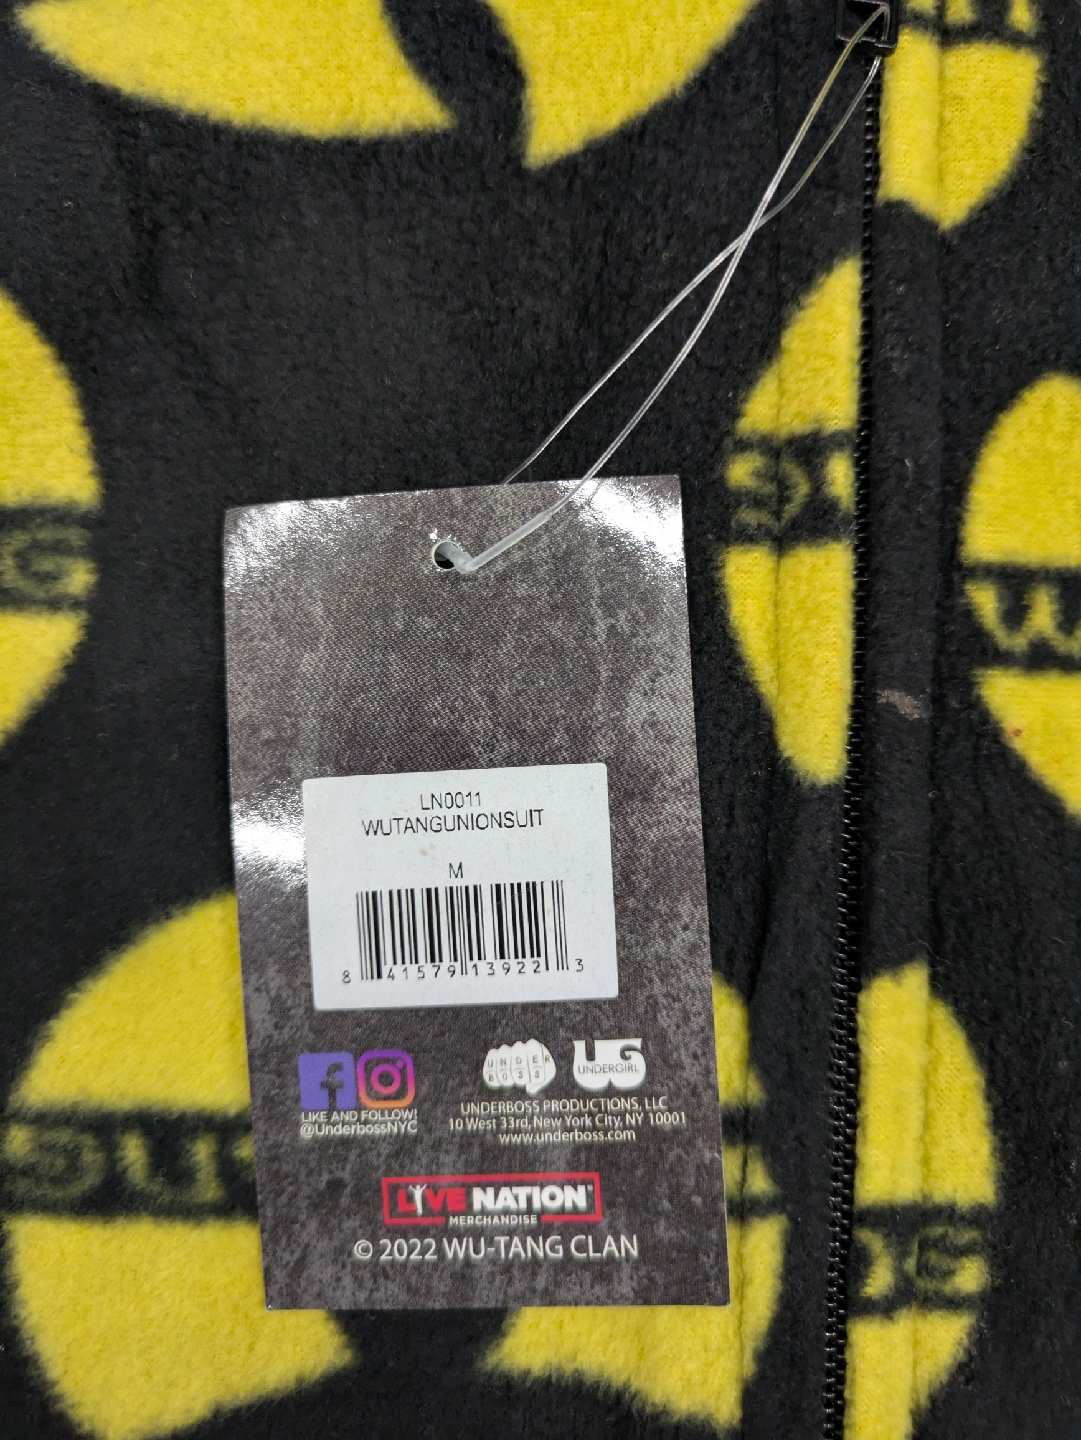 LN0011
WUTANGUNIONSUIT
M
8 41579 13922 3
UNDER
BOSS
UG
UNDERGIRL
LIKE AND FOLLOW!
@UnderbossNYC
UNDERBOSS PRODUCTIONS, LLC
10 West 33rd, New York City, NY 10001
www.underboss.com
LIVE NATION
MERCHANDISE
© 2022 WU-TANG CLAN